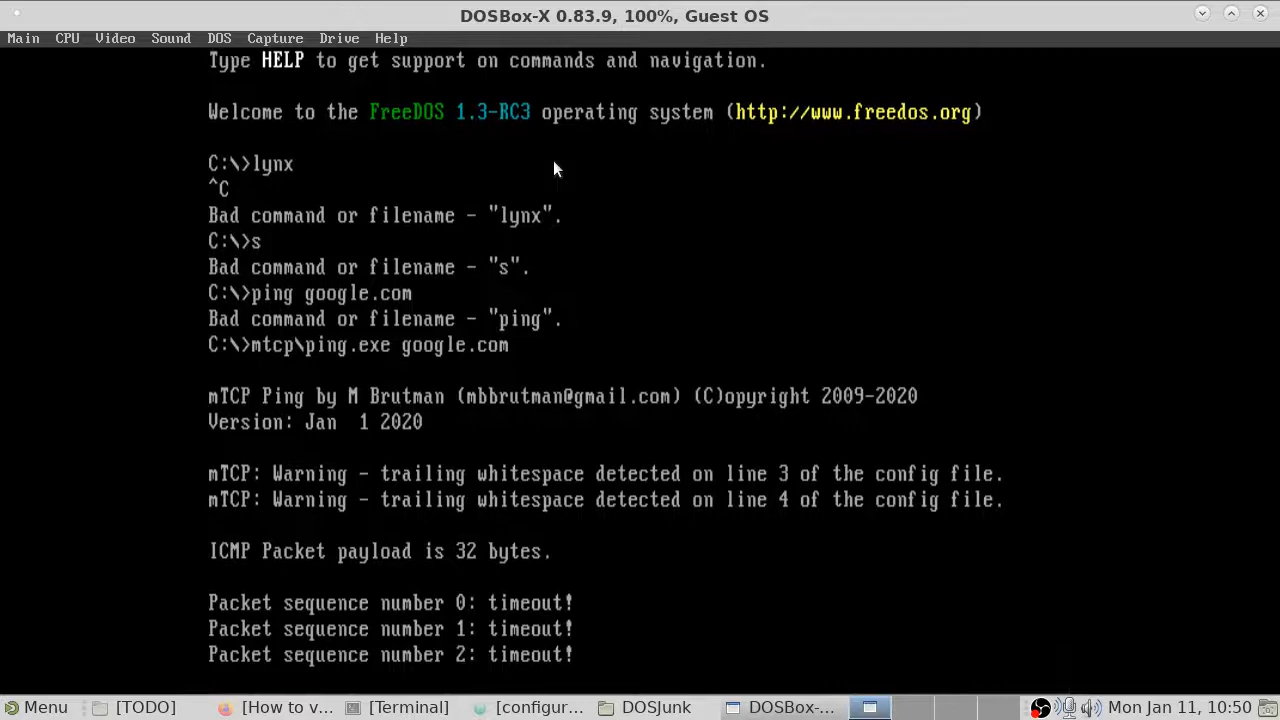 DOSBox-X 0.83.9, 100%, Guest OS
Main CPU Video Sound DOS Capture Drive Help
Type HELP to get support on commands and navigation.
Welcome to the FreeDOS 1.3-RC3 operating system (http://www.freedos.org)
C:\>lynx
^C
Bad command or filename - "lynx".
C:\>s
Bad command or filename - "s".
C:\>ping google.com
Bad command or filename - "ping".
C:\>mtcp\ping.exe google.com
mTCP Ping by M Brutman (mbbrutman@gmail.com) (C)opyright 2009-2020
Version: Jan  1 2020
mTCP: Warning - trailing whitespace detected on line 3 of the config file.
mTCP: Warning - trailing whitespace detected on line 4 of the config file.
ICMP Packet payload is 32 bytes.
Packet sequence number 0: timeout!
Packet sequence number 1: timeout!
Packet sequence number 2: timeout!
Menu [TODO] [How to v... [Terminal] [configur... DOSJunk DOSBox-... Mon Jan 11, 10:50